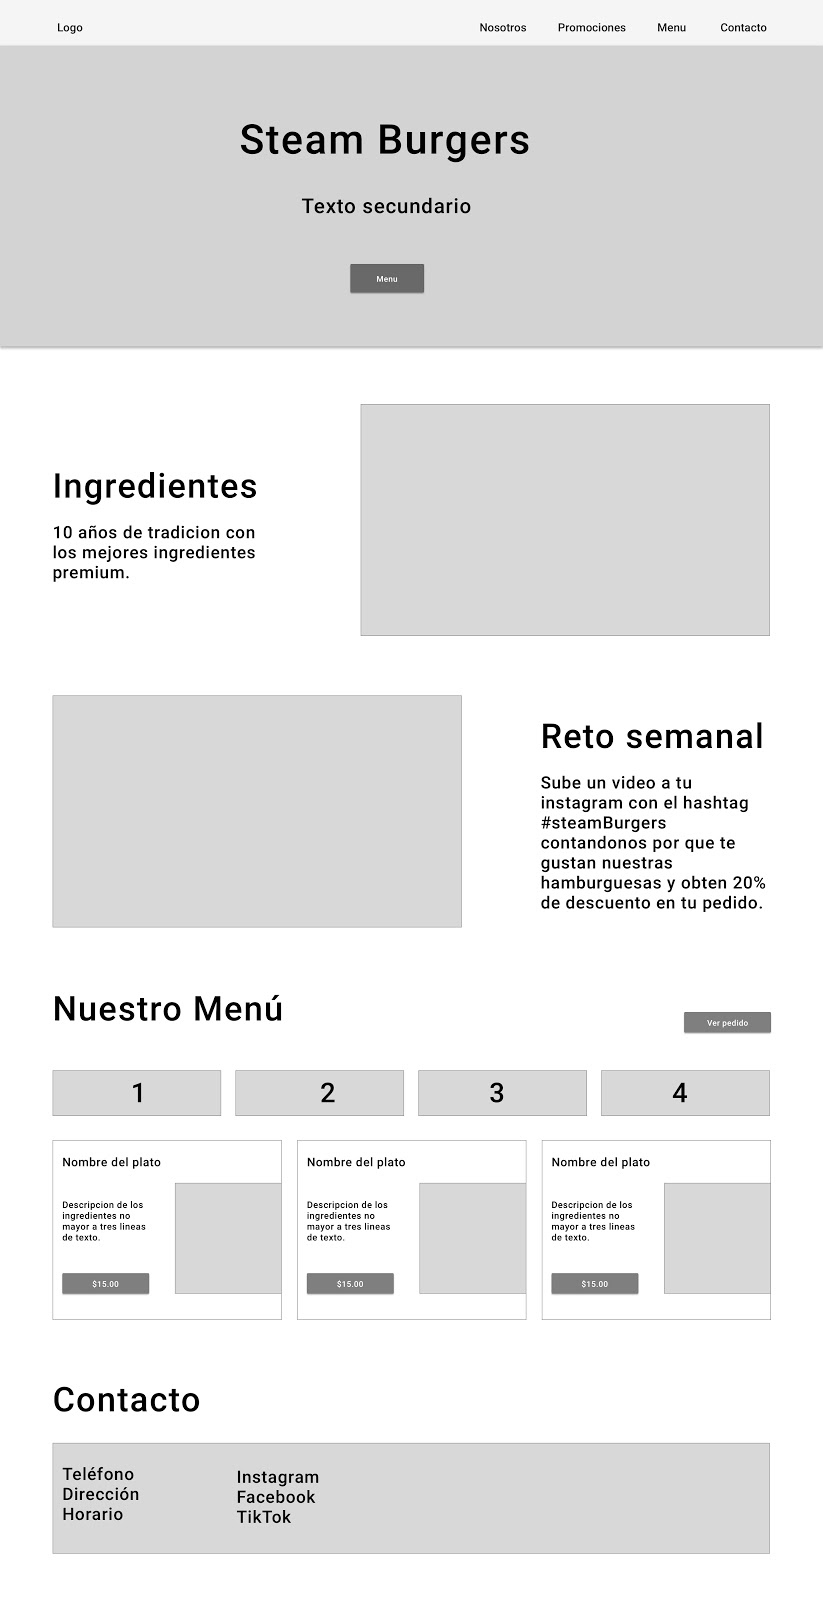 Logo
Nosotros Promociones Menu Contacto
Steam Burgers
Texto secundario
Menu
Ingredientes
10 años de tradicion con
los mejores ingredientes
premium.
Reto semanal
Sube un video a tu
instagram con el hashtag
#steamBurgers
contandonos por que te
gustan nuestras
hamburguesas y obten 20%
de descuento en tu pedido.
Nuestro Menú
Ver pedido
1
2
3
4
Nombre del plato
Descripcion de los
ingredientes no
mayor a tres lineas
de texto.
$15.00
Nombre del plato
Descripcion de los
ingredientes no
mayor a tres lineas
de texto.
$15.00
Nombre del plato
Descripcion de los
ingredientes no
mayor a tres lineas
de texto.
$15.00
Contacto
Teléfono
Dirección
Horario
Instagram
Facebook
TikTok